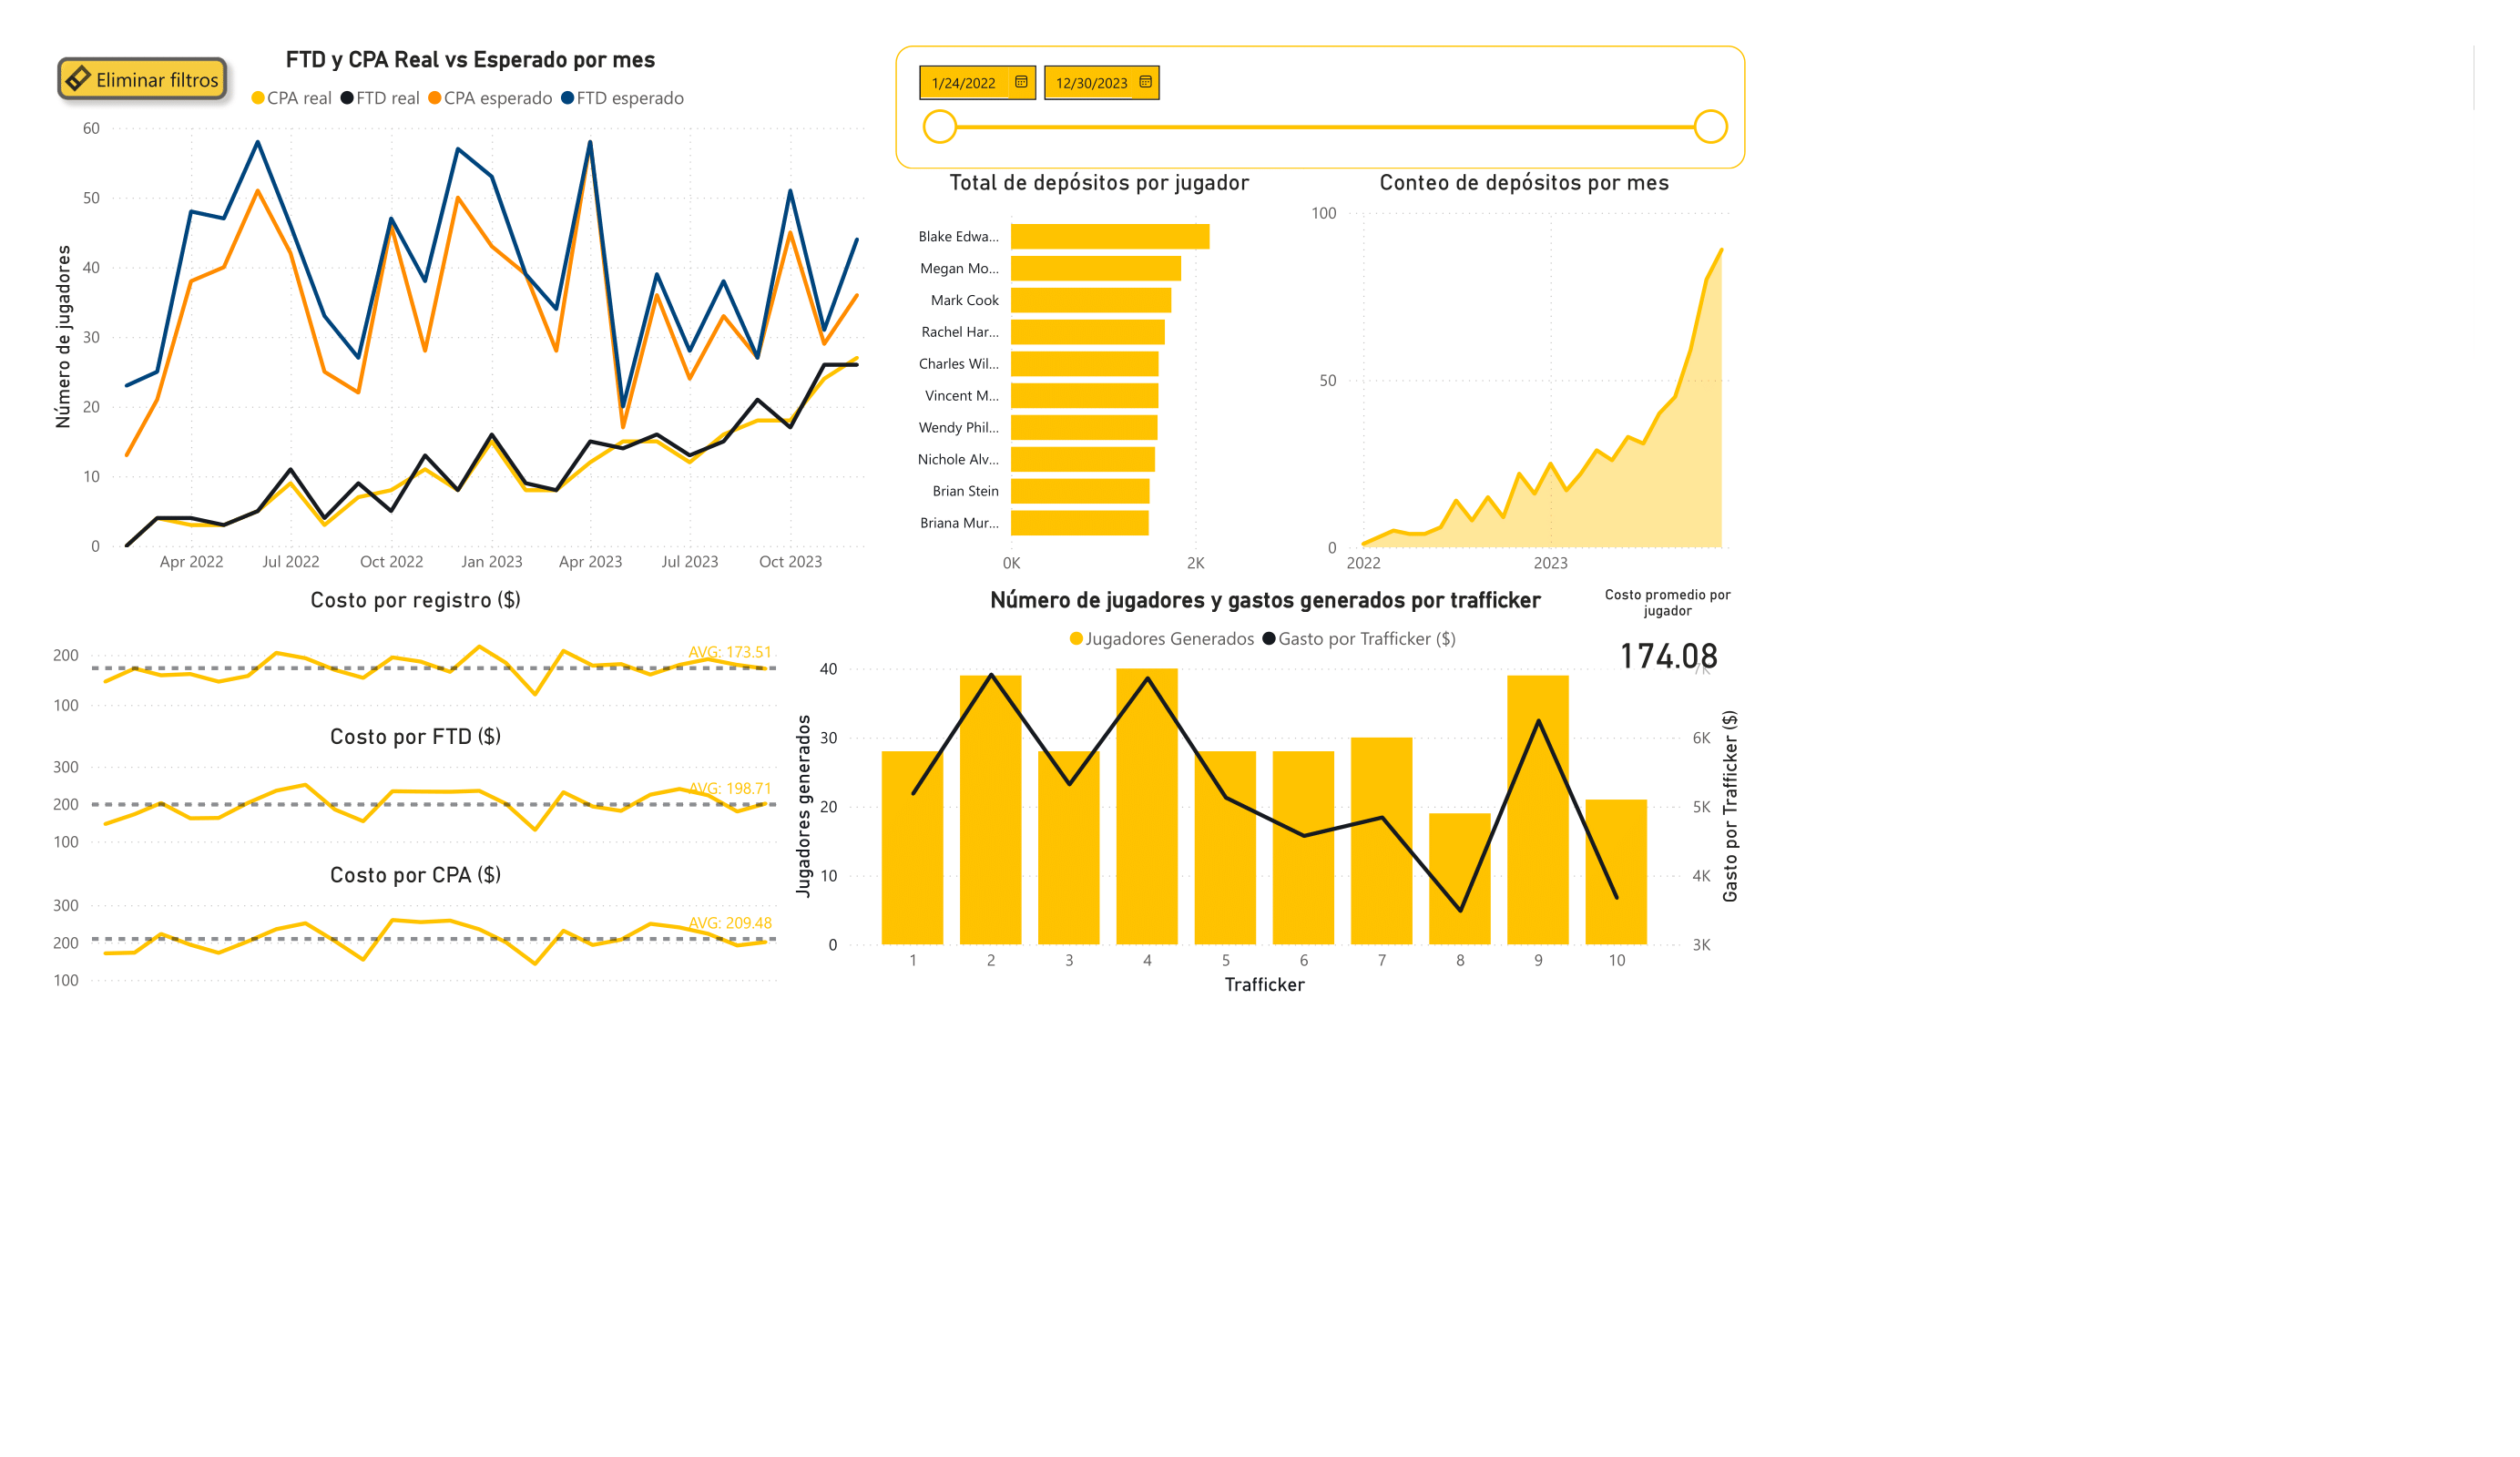 Eliminar filtros
FTD y CPA Real vs Esperado por mes
CPA real FTD real CPA esperado FTD esperado
Número de jugadores
60
50
40
30
20
10
0
Apr 2022 Jul 2022 Oct 2022 Jan 2023 Apr 2023 Jul 2023 Oct 2023
1/24/2022 12/30/2023
Total de depósitos por jugador
Blake Edwa...
Megan Mo...
Mark Cook
Rachel Har...
Charles Wil...
Vincent M...
Wendy Phil...
Nichole Alv...
Brian Stein
Briana Mur...
0K 2K
Conteo de depósitos por mes
100
50
0
2022 2023
Costo por registro ($)
200
100
AVG: 173.51
Costo por FTD ($)
300
200
100
AVG: 198.71
Costo por CPA ($)
300
200
100
AVG: 209.48
Número de jugadores y gastos generados por trafficker
Jugadores Generados Gasto por Trafficker ($)
Costo promedio por
jugador
174.08
Jugadores generados
40
30
20
10
0
7K
6K
5K
4K
3K
Gasto por Trafficker ($)
1 2 3 4 5 6 7 8 9 10
Trafficker